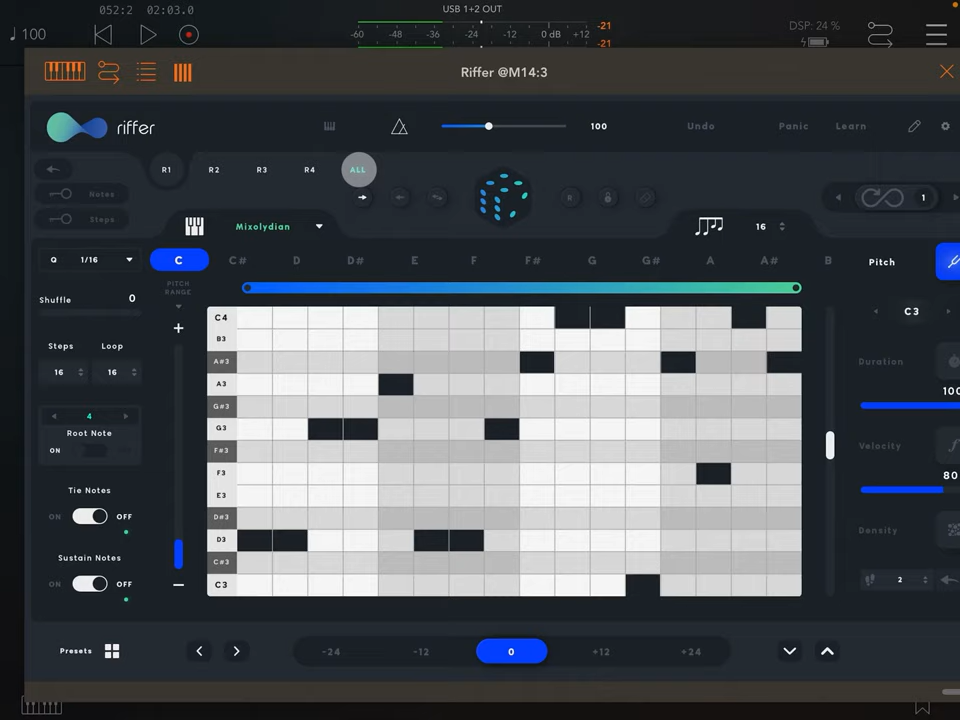 052:2 02:03.0 USB 1+2 OUT
♩100 -60 -48 -36 -24 -12 0 dB +12 -21 -21 DSP: 24 %
Riffer @M14:3
riffer 100 Undo Panic Learn
R1 R2 R3 R4 ALL
Notes R 1
Steps
Mixolydian 16
Q 1/16 C C# D D# E F F# G G# A A# B Pitch
PITCH RANGE
Shuffle 0
+
C4
C3
B3
Steps Loop
A#3
Duration
16 16
A3
100
G#3
4
G3
Root Note
Velocity
ON
F#3
F3
80
Tie Notes
E3
ON OFF
D#3
Density
D3
Sustain Notes
C#3
ON OFF
C3
2
Presets -24 -12 0 +12 +24